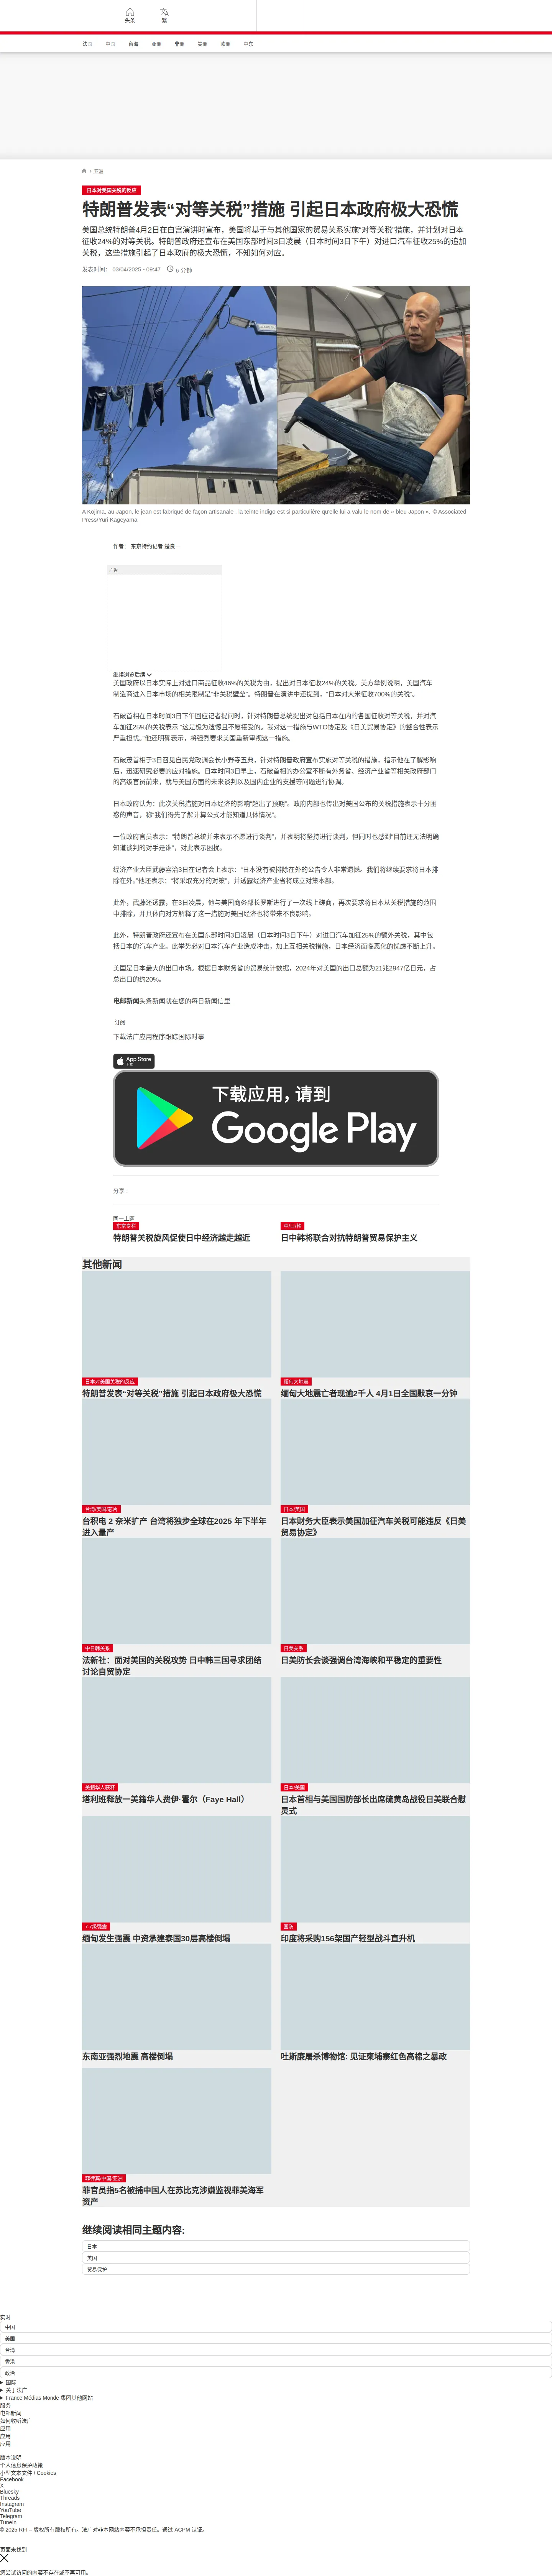 头条
繁
法国 中国 台海 亚洲 非洲 美洲 欧洲 中东
/ 亚洲
日本对美国关税的反应
特朗普发表“对等关税”措施 引起日本政府极大恐慌
美国总统特朗普4月2日在白宫演讲时宣布，美国将基于与其他国家的贸易关系实施“对等关税”措施，并计划对日本
征收24%的对等关税。特朗普政府还宣布在美国东部时间3日凌晨（日本时间3日下午）对进口汽车征收25%的追加
关税，这些措施引起了日本政府的极大恐慌，不知如何对应。
发表时间： 03/04/2025 - 09:47 6 分钟
A Kojima, au Japon, le jean est fabriqué de façon artisanale : la teinte indigo est si particulière qu'elle lui a valu le nom de « bleu Japon ». © Associated
Press/Yuri Kageyama
作者： 东京特约记者 楚良一
广告
继续浏览后续
美国政府以日本实际上对进口商品征收46%的关税为由，提出对日本征收24%的关税。美方举例说明，美国汽车
制造商进入日本市场的相关限制是“非关税壁垒”。特朗普在演讲中还提到，“日本对大米征收700%的关税”。
石破首相在日本时间3日下午回应记者提问时，针对特朗普总统提出对包括日本在内的各国征收对等关税，并对汽
车加征25%的关税表示 “这是极为遗憾且不愿接受的。我对这一措施与WTO协定及《日美贸易协定》的整合性表示
严重担忧。”他还明确表示，将强烈要求美国重新审视这一措施。
石破茂首相于3日召见自民党政调会长小野寺五典，针对特朗普政府宣布实施对等关税的措施，指示他在了解影响
后，迅速研究必要的应对措施。日本时间3日早上，石破首相的办公室不断有外务省、经济产业省等相关政府部门
的高级官员前来，就与美国方面的未来谈判以及国内企业的支援等问题进行协调。
日本政府认为：此次关税措施对日本经济的影响“超出了预期”。政府内部也传出对美国公布的关税措施表示十分困
惑的声音，称“我们得先了解计算公式才能知道具体情况”。
一位政府官员表示：“特朗普总统并未表示不愿进行谈判”，并表明将坚持进行谈判。但同时也感到“目前还无法明确
知道谈判的对手是谁”，对此表示困扰。
经济产业大臣武藤容治3日在记者会上表示：“日本没有被排除在外的公告令人非常遗憾。我们将继续要求将日本排
除在外。”他还表示：“将采取充分的对策”，并透露经济产业省将成立对策本部。
此外，武藤还透露，在3日凌晨，他与美国商务部长罗斯进行了一次线上磋商，再次要求将日本从关税措施的范围
中排除，并具体向对方解释了这一措施对美国经济也将带来不良影响。
此外，特朗普政府还宣布在美国东部时间3日凌晨（日本时间3日下午）对进口汽车加征25%的额外关税，其中包
括日本的汽车产业。此举势必对日本汽车产业造成冲击，加上互相关税措施，日本经济面临恶化的忧虑不断上升。
美国是日本最大的出口市场。根据日本财务省的贸易统计数据，2024年对美国的出口总额为21兆2947亿日元，占
总出口的约20%。
电邮新闻头条新闻就在您的每日新闻信里
订阅
下载法广应用程序跟踪国际时事
App Store
下载
下载应用，请到
Google Play
分享 :
同一主题
东京专栏
特朗普关税旋风促使日中经济越走越近
中/日/韩
日中韩将联合对抗特朗普贸易保护主义
其他新闻
日本对美国关税的反应
特朗普发表“对等关税”措施 引起日本政府极大恐慌
缅甸大地震
缅甸大地震亡者现逾2千人 4月1日全国默哀一分钟
台湾/美国/芯片
台积电 2 奈米扩产 台湾将独步全球在2025 年下半年
进入量产
日本/美国
日本财务大臣表示美国加征汽车关税可能违反《日美
贸易协定》
中日韩关系
法新社：面对美国的关税攻势 日中韩三国寻求团结
讨论自贸协定
日美关系
日美防长会谈强调台湾海峡和平稳定的重要性
美籍华人获释
塔利班释放一美籍华人费伊·霍尔（Faye Hall）
日本/美国
日本首相与美国国防部长出席硫黄岛战役日美联合慰
灵式
7.7级强震
缅甸发生强震 中资承建泰国30层高楼倒塌
国防
印度将采购156架国产轻型战斗直升机
东南亚强烈地震 高楼倒塌
吐斯廉屠杀博物馆: 见证柬埔寨红色高棉之暴政
菲律宾/中国/亚洲
菲官员指5名被捕中国人在苏比克涉嫌监视菲美海军
资产
继续阅读相同主题内容:
日本
美国
贸易保护
实时
中国
美国
台湾
香港
政治
国际
关于法广
France Médias Monde 集团其他网站
服务
电邮新闻
如何收听法广
应用
应用
应用
版本说明
个人信息保护政策
小型文本文件 / Cookies
Facebook
X
Bluesky
Threads
Instagram
YouTube
Telegram
TuneIn
© 2025 RFI – 版权所有版权所有。法广对非本网站内容不承担责任。通过 ACPM 认证。
页面未找到
您尝试访问的内容不存在或不再可用。